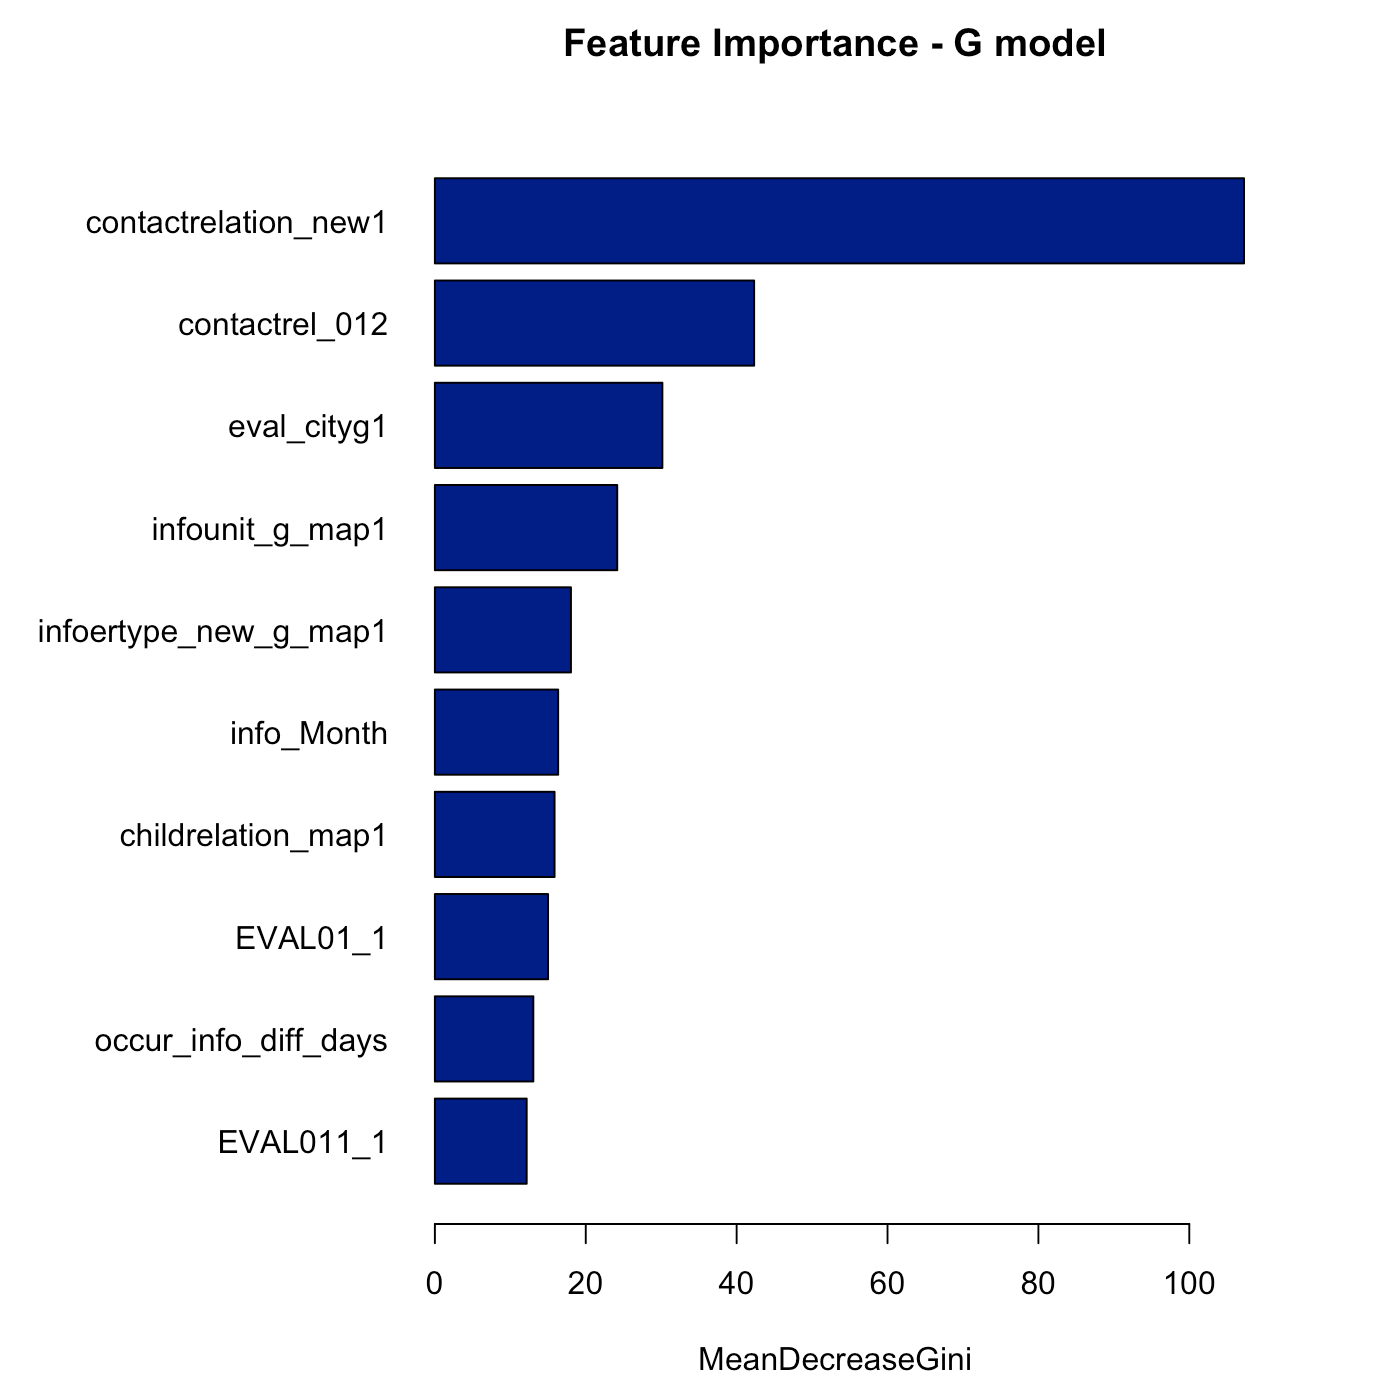 Feature Importance - G model
contactrelation_new1
contactrel_012
eval_cityg1
infounit_g_map1
infoertype_new_g_map1
info_Month
childrelation_map1
EVAL01_1
occur_info_diff_days
EVAL011_1
0 20 40 60 80 100
MeanDecreaseGini